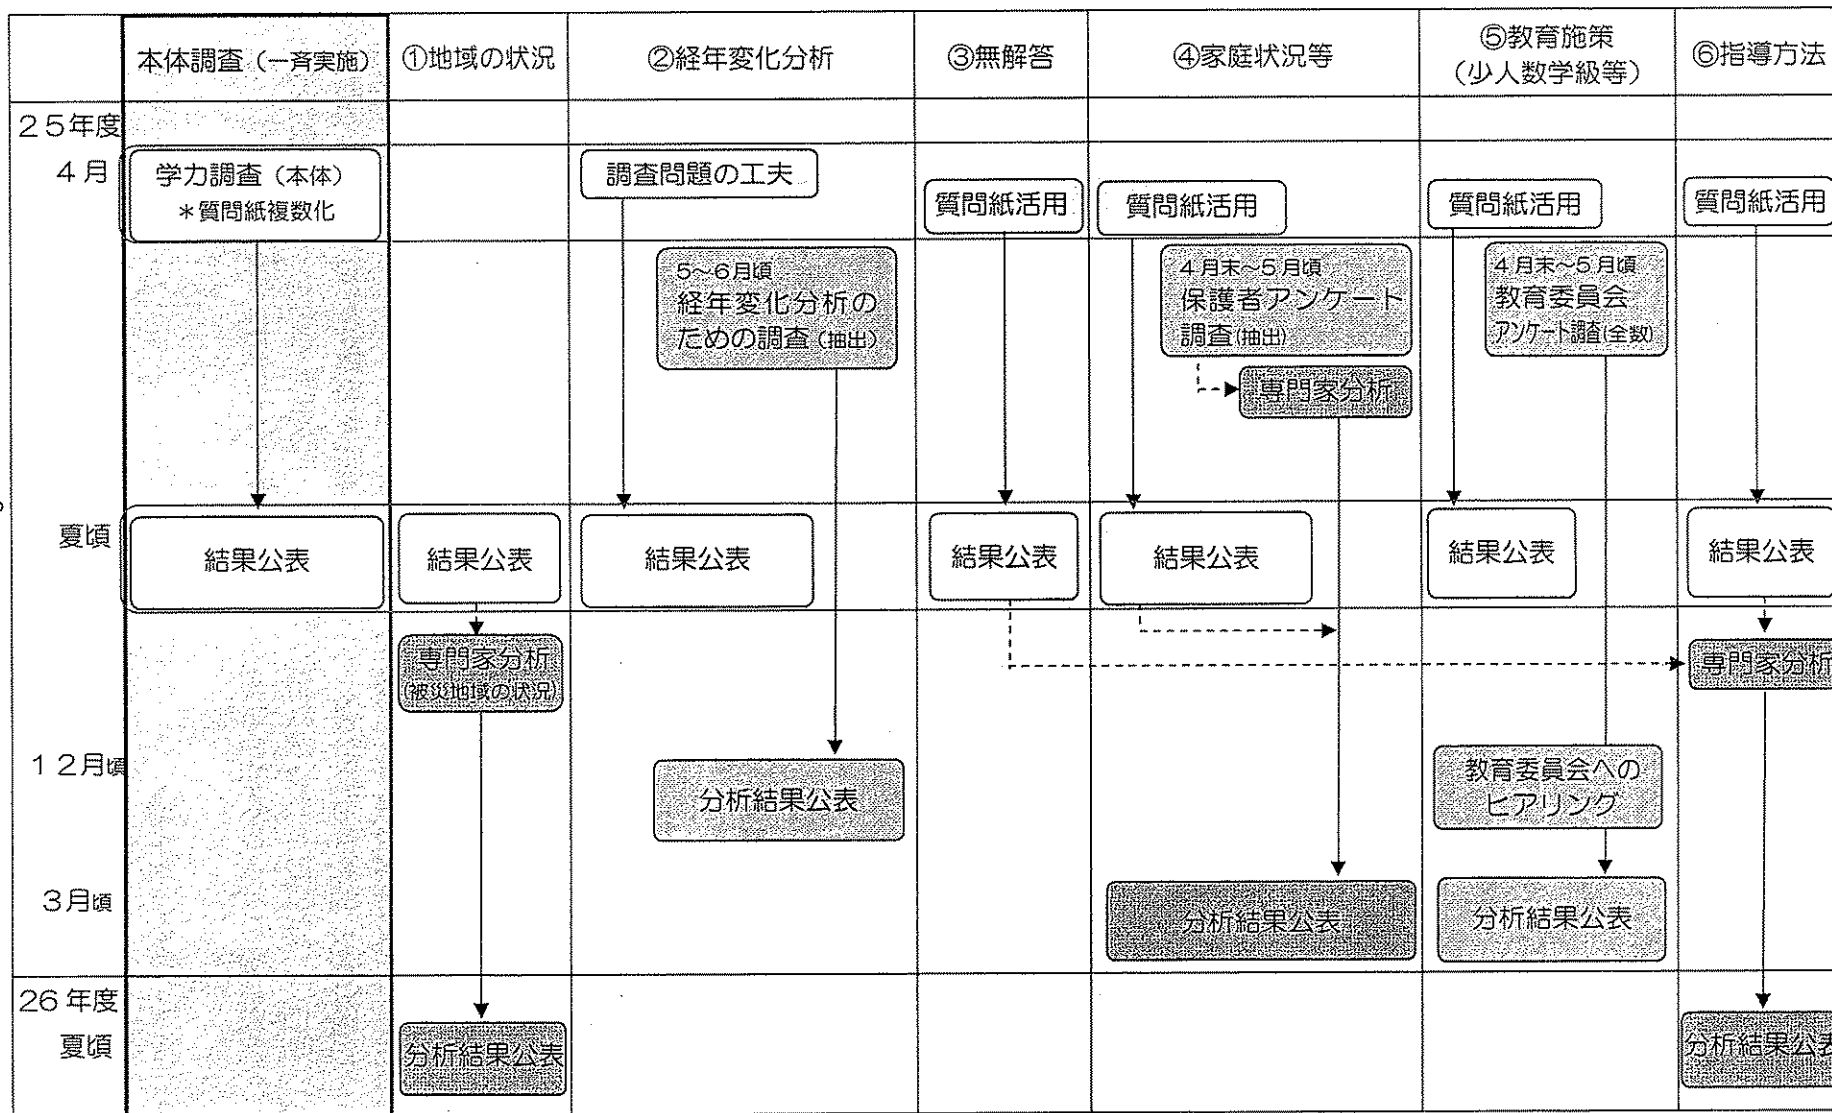 本体調査（一斉実施）
①地域の状況
②経年変化分析
③無解答
④家庭状況等
⑤教育施策
（少人数学級等）
⑥指導方法
２５年度
４月
学力調査（本体）
＊質問紙複数化
調査問題の工夫
質問紙活用
質問紙活用
質問紙活用
質問紙活用
５～６月頃
経年変化分析の
ための調査（抽出）
４月末～５月頃
保護者アンケート
調査(抽出)
４月末～５月頃
教育委員会
アンケート調査(全数)
専門家分析
夏頃
結果公表
結果公表
結果公表
結果公表
結果公表
結果公表
結果公表
専門家分析
(被災地域の状況)
専門家分析
１２月頃
分析結果公表
教育委員会への
ヒアリング
３月頃
分析結果公表
分析結果公表
26年度
夏頃
分析結果公表
分析結果公表